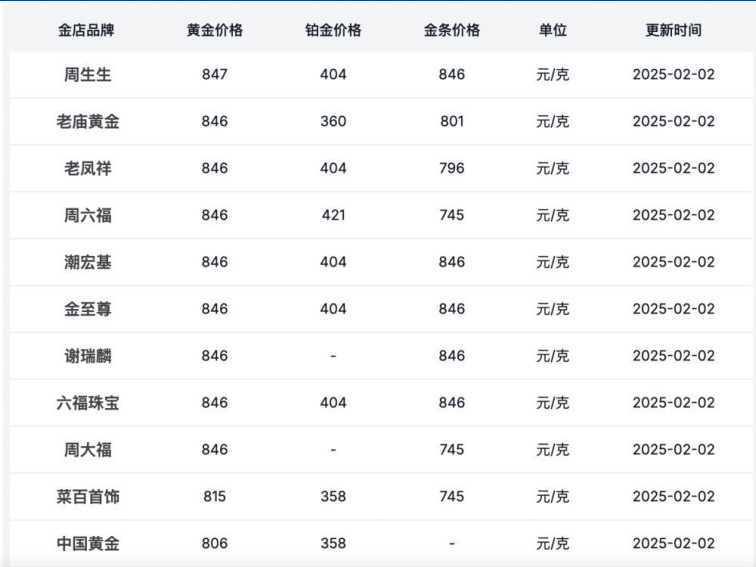 金店品牌 黄金价格 铂金价格 金条价格 单位 更新时间
周生生 847 404 846 元/克 2025-02-02
老庙黄金 846 360 801 元/克 2025-02-02
老凤祥 846 404 796 元/克 2025-02-02
周六福 846 421 745 元/克 2025-02-02
潮宏基 846 404 846 元/克 2025-02-02
金至尊 846 404 846 元/克 2025-02-02
谢瑞麟 846 - 846 元/克 2025-02-02
六福珠宝 846 404 846 元/克 2025-02-02
周大福 846 - 745 元/克 2025-02-02
菜百首饰 815 358 745 元/克 2025-02-02
中国黄金 806 358 - 元/克 2025-02-02